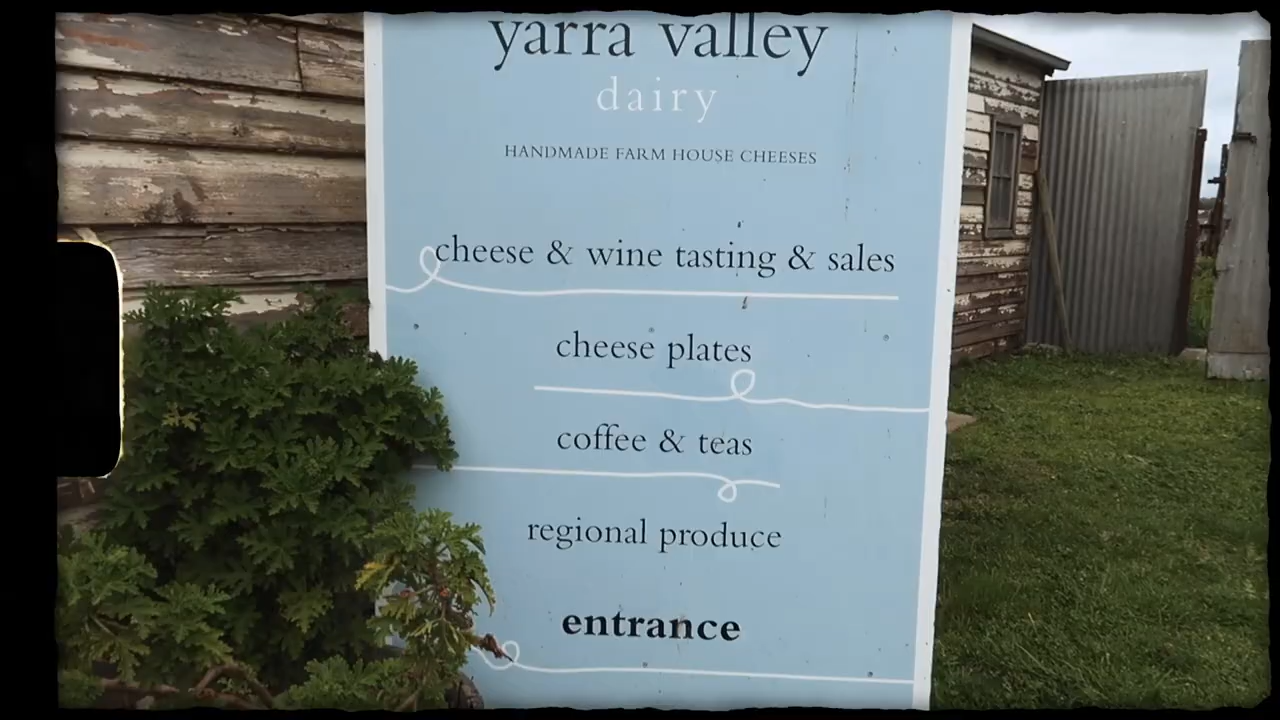 yarra valley
dairy
HANDMADE FARM HOUSE CHEESES
cheese & wine tasting & sales
cheese plates
coffee & teas
regional produce
entrance